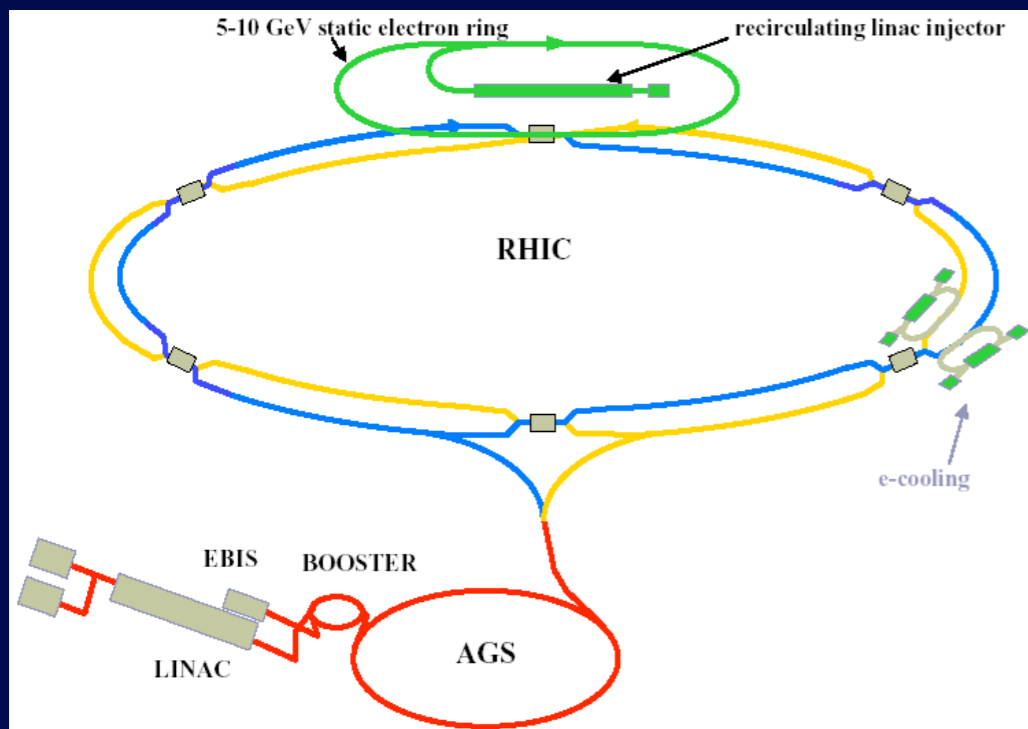 5-10 GeV static electron ring
recirculating linac injector
RHIC
e-cooling
EBIS
BOOSTER
LINAC
AGS